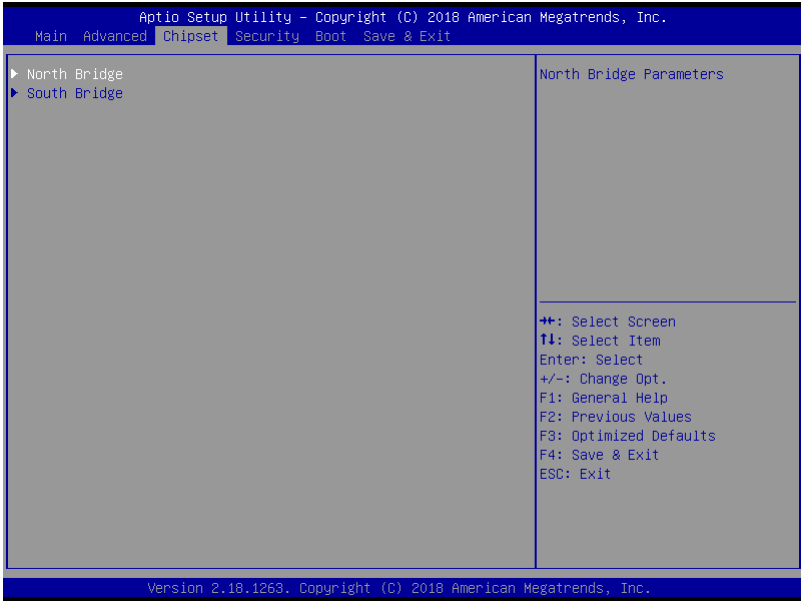 Aptio Setup Utility – Copyright (C) 2018 American Megatrends, Inc.
Main Advanced Chipset Security Boot Save & Exit
▶ North Bridge
▶ South Bridge
North Bridge Parameters
→←: Select Screen
↑↓: Select Item
Enter: Select
+/-: Change Opt.
F1: General Help
F2: Previous Values
F3: Optimized Defaults
F4: Save & Exit
ESC: Exit
Version 2.18.1263. Copyright (C) 2018 American Megatrends, Inc.